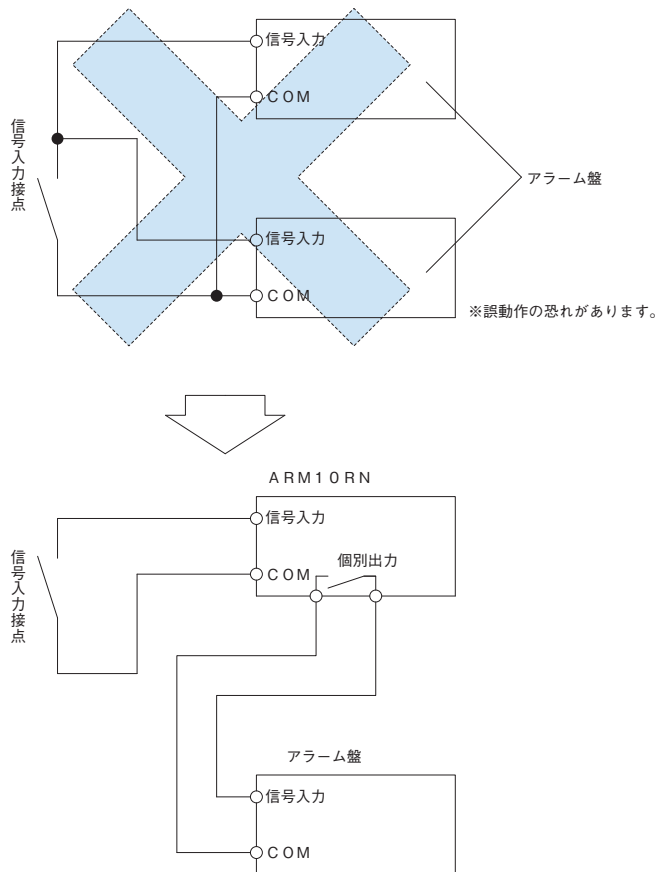 信号入力
COM
信号入力接点
アラーム盤
信号入力
COM
※誤動作の恐れがあります。
ARM10RN
信号入力
個別出力
COM
信号入力接点
アラーム盤
信号入力
COM